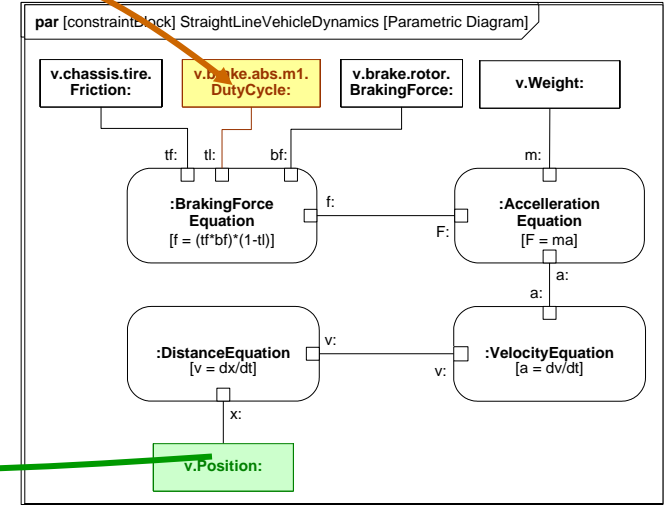 par [constraintBlock] StraightLineVehicleDynamics [Parametric Diagram]
v.chassis.tire.
Friction:
v.brake.abs.m1.
DutyCycle:
v.brake.rotor.
BrakingForce:
v.Weight:
tf:
tl:
bf:
m:
:BrakingForce
Equation
[f = (tf*bf)*(1-tl)]
f:
F:
:Accelleration
Equation
[F = ma]
a:
a:
:DistanceEquation
[v = dx/dt]
v:
v:
:VelocityEquation
[a = dv/dt]
x:
v.Position: